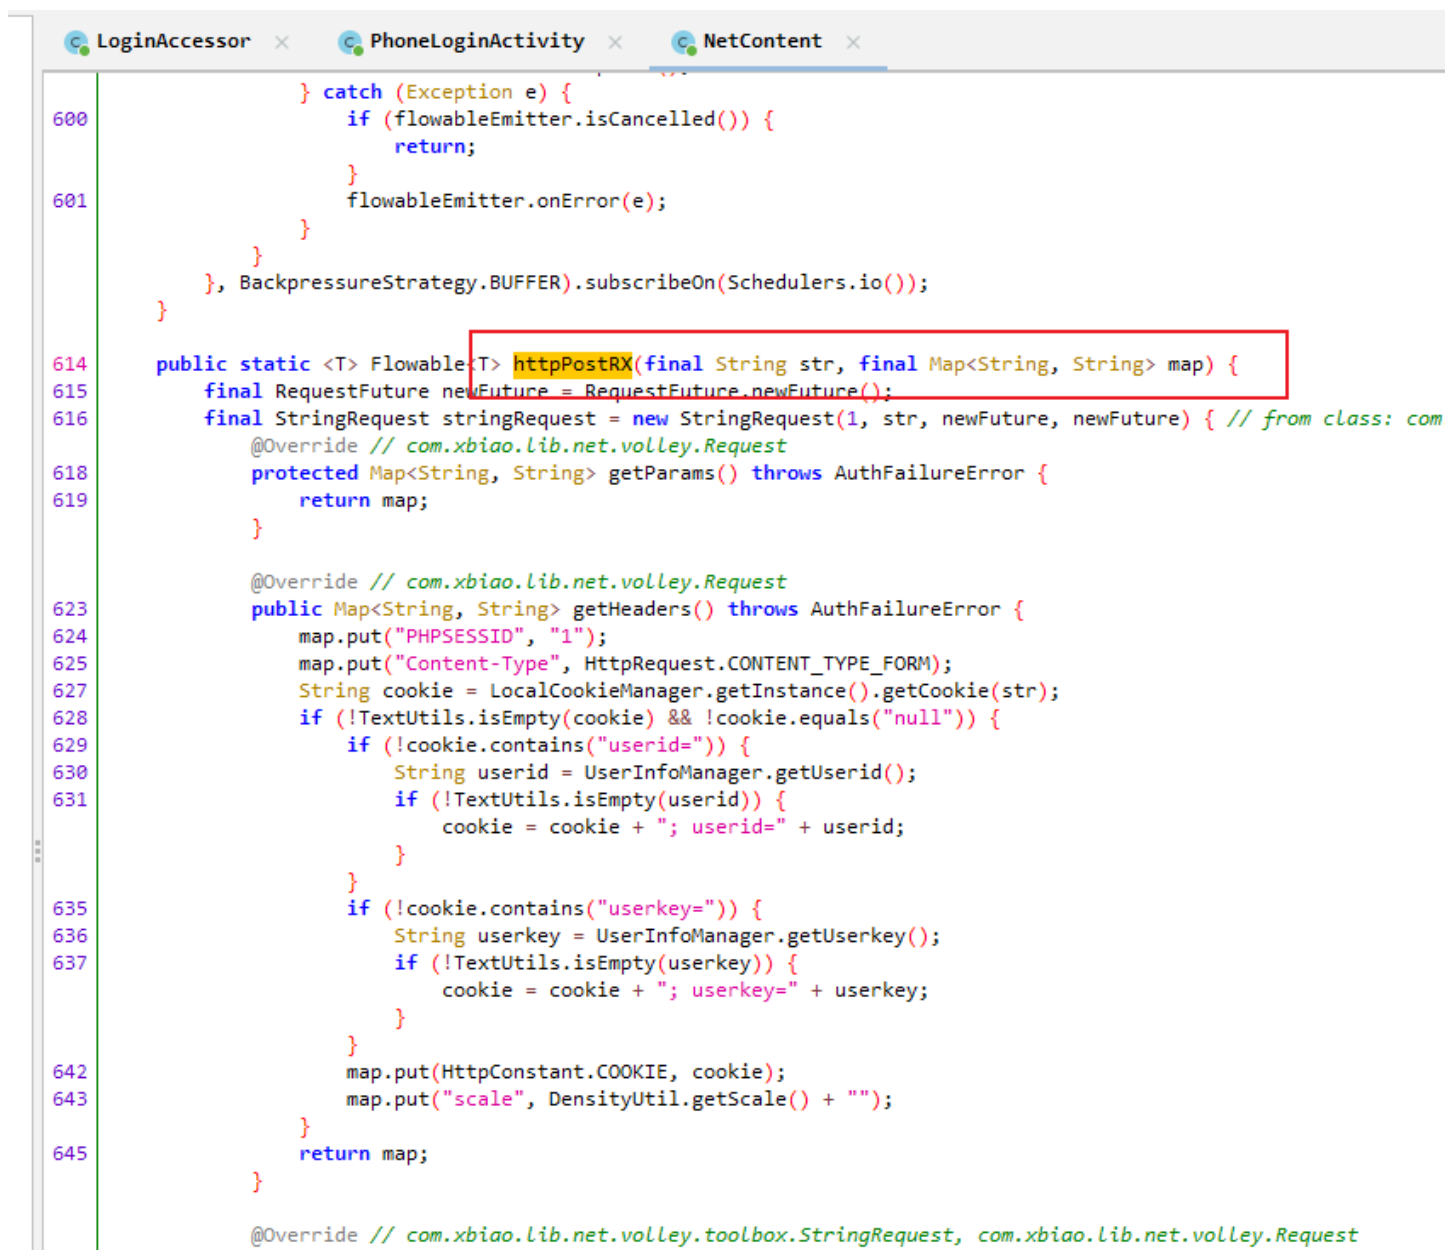 LoginAccessor × PhoneLoginActivity × NetContent ×
} catch (Exception e) {
600 if (flowableEmitter.isCancelled()) {
return;
}
601 flowableEmitter.onError(e);
}
}
}, BackpressureStrategy.BUFFER).subscribeOn(Schedulers.io());
}
614 public static <T> Flowable<T> httpPostRX(final String str, final Map<String, String> map) {
615 final RequestFuture newFuture = RequestFuture.newFuture();
616 final StringRequest stringRequest = new StringRequest(1, str, newFuture, newFuture) { // from class: com
@Override // com.xbiao.lib.net.volley.Request
618 protected Map<String, String> getParams() throws AuthFailureError {
619 return map;
}
@Override // com.xbiao.lib.net.volley.Request
623 public Map<String, String> getHeaders() throws AuthFailureError {
624 map.put("PHPSESSID", "1");
625 map.put("Content-Type", HttpRequest.CONTENT_TYPE_FORM);
627 String cookie = LocalCookieManager.getInstance().getCookie(str);
628 if (!TextUtils.isEmpty(cookie) && !cookie.equals("null")) {
629 if (!cookie.contains("userid=")) {
630 String userid = UserInfoManager.getUserid();
631 if (!TextUtils.isEmpty(userid)) {
cookie = cookie + "; userid=" + userid;
}
}
635 if (!cookie.contains("userkey=")) {
636 String userkey = UserInfoManager.getUserkey();
637 if (!TextUtils.isEmpty(userkey)) {
cookie = cookie + "; userkey=" + userkey;
}
}
642 map.put(HttpConstant.COOKIE, cookie);
643 map.put("scale", DensityUtil.getScale() + "");
}
645 return map;
}
@Override // com.xbiao.lib.net.volley.toolbox.StringRequest, com.xbiao.lib.net.volley.Request